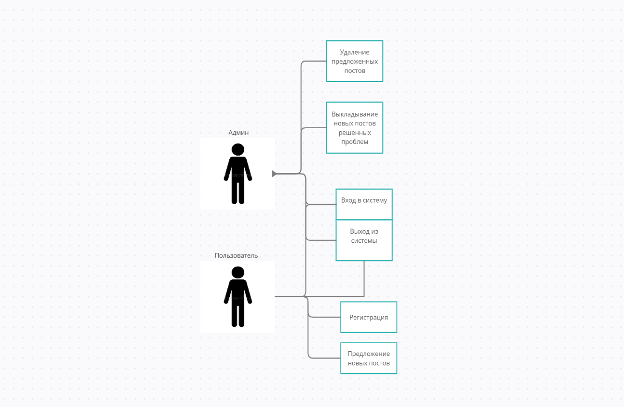 Удаление
предложенных
постов
Выкладывание
новых постов
решенных
проблем
Админ
Вход в систему
Выход из
системы
Пользователь
Регистрация
Предложение
новых постов